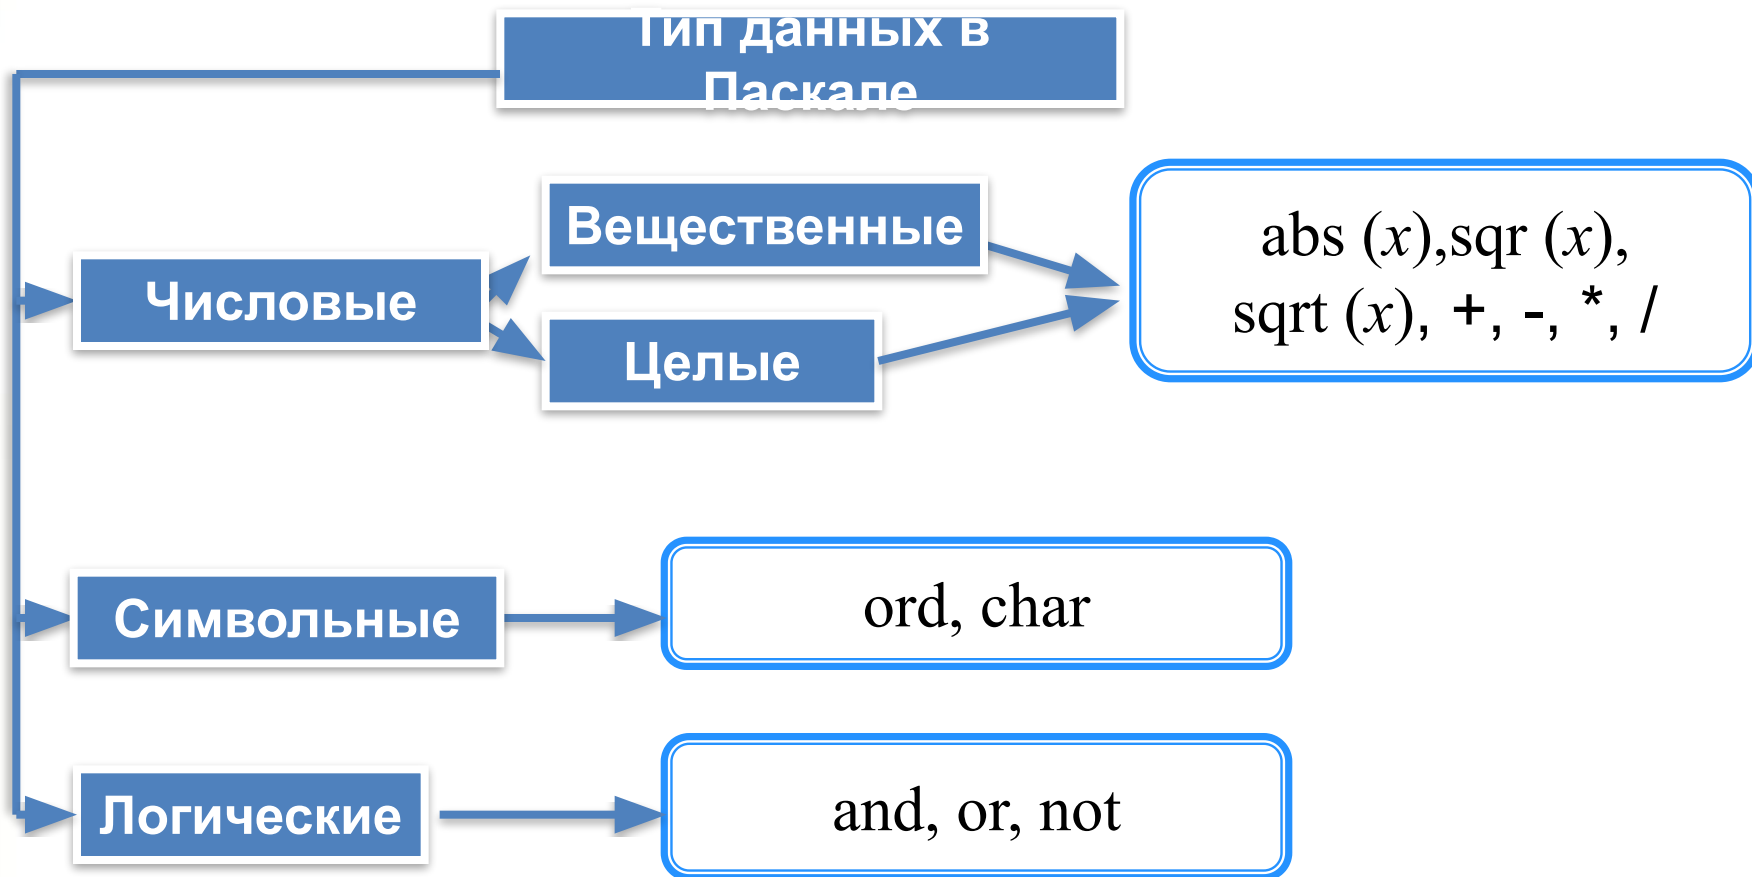 Тип данных в
Паскале
Вещественные
abs (x),sqr (x),
sqrt (x), +, -, *, /
Числовые
Целые
Символьные
ord, char
Логические
and, or, not